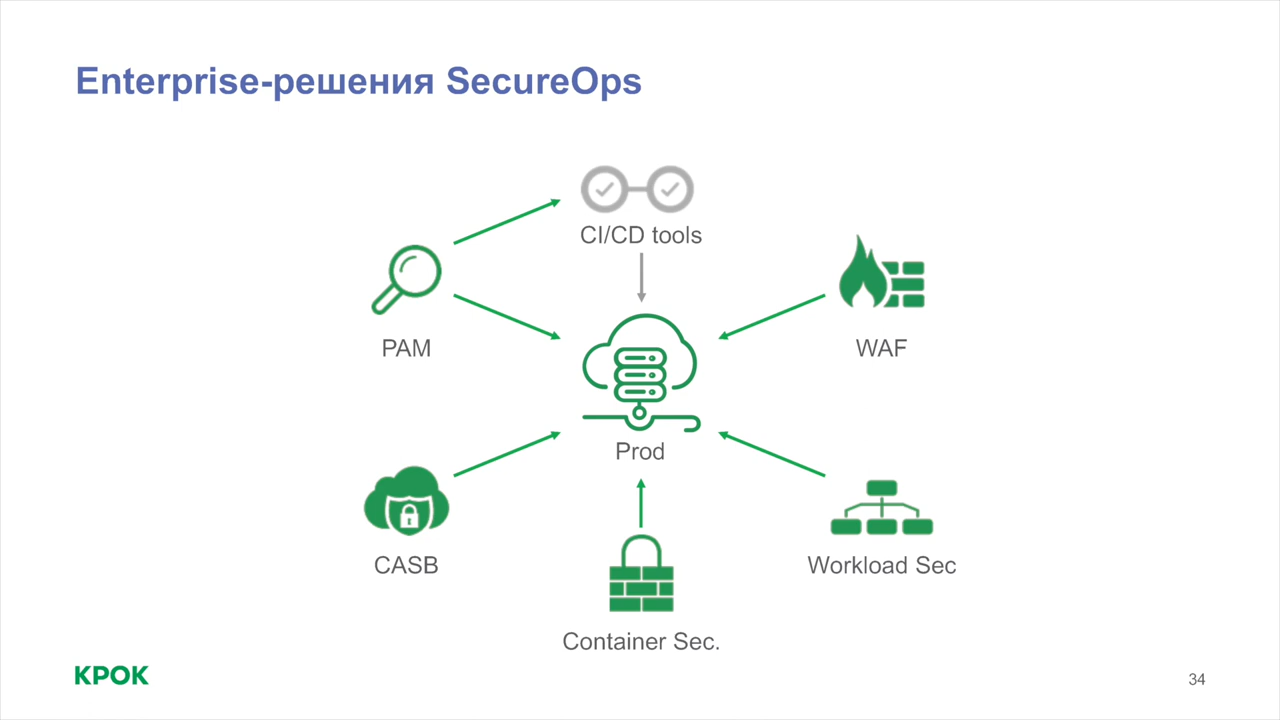 Enterprise-решения SecureOps
CI/CD tools
PAM
WAF
Prod
CASB
Workload Sec
Container Sec.
КРОК
34